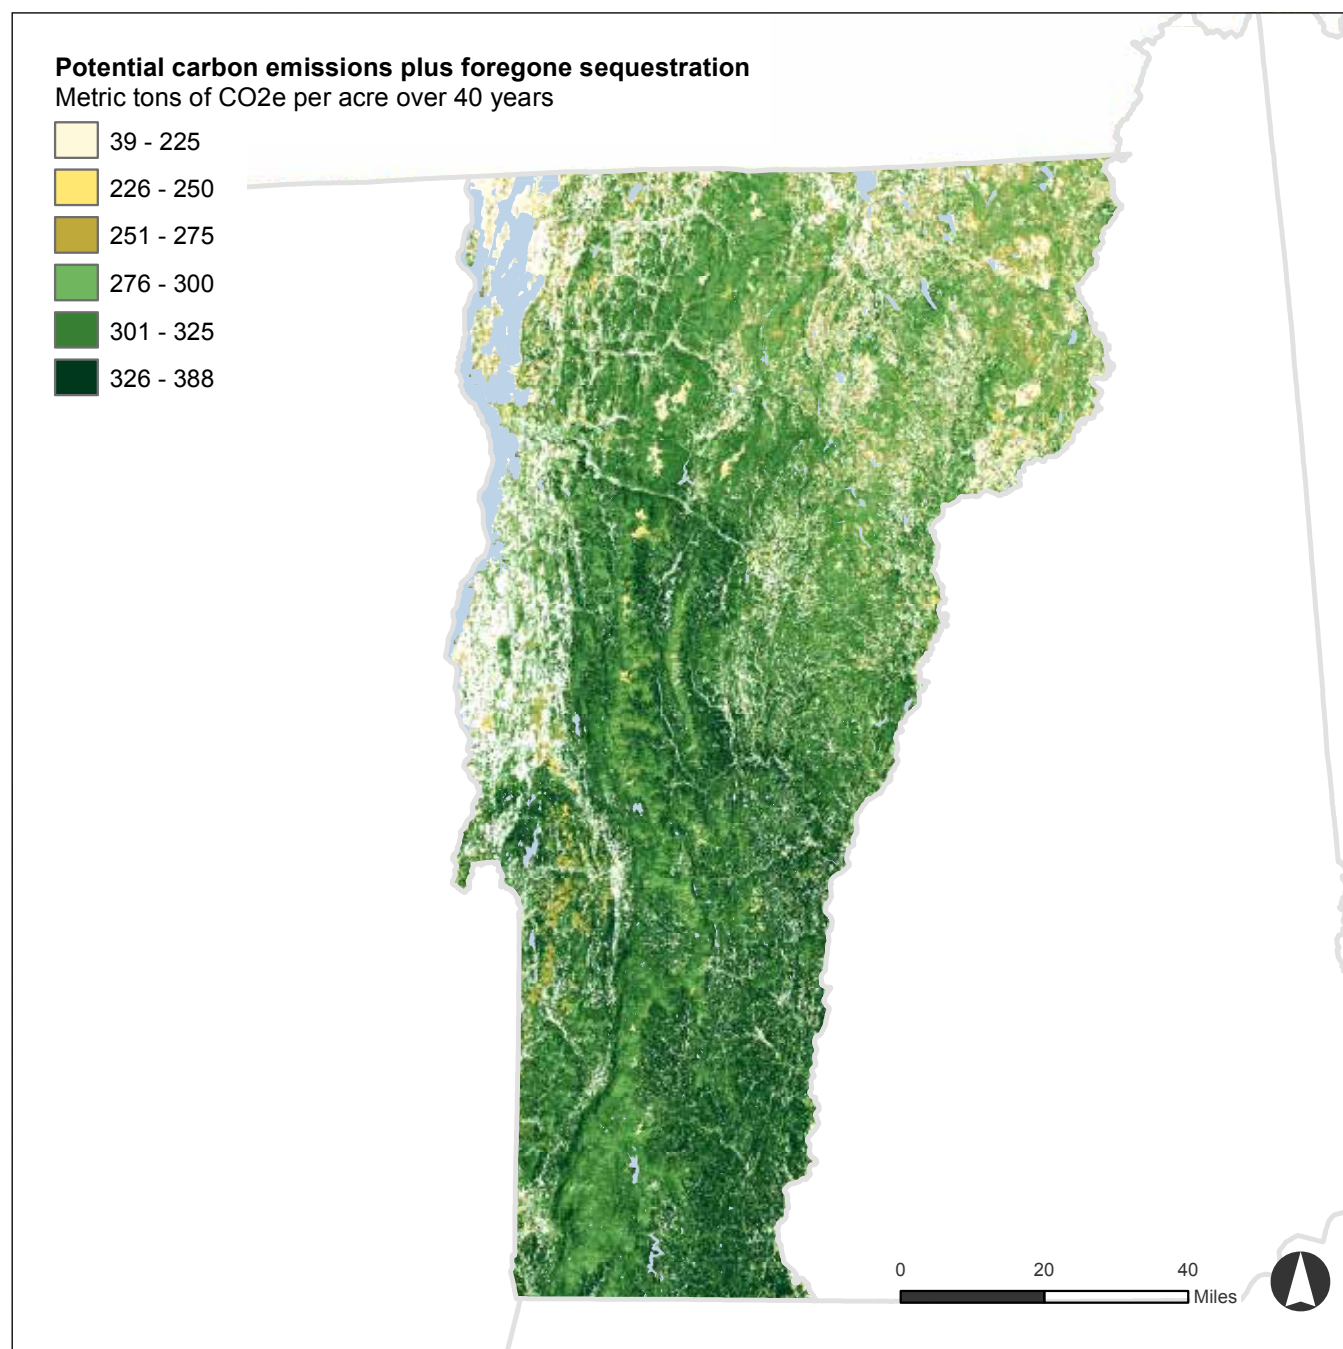 Potential carbon emissions plus foregone sequestration
Metric tons of CO2e per acre over 40 years
39 - 225
226 - 250
251 - 275
276 - 300
301 - 325
326 - 388
0 20 40
Miles